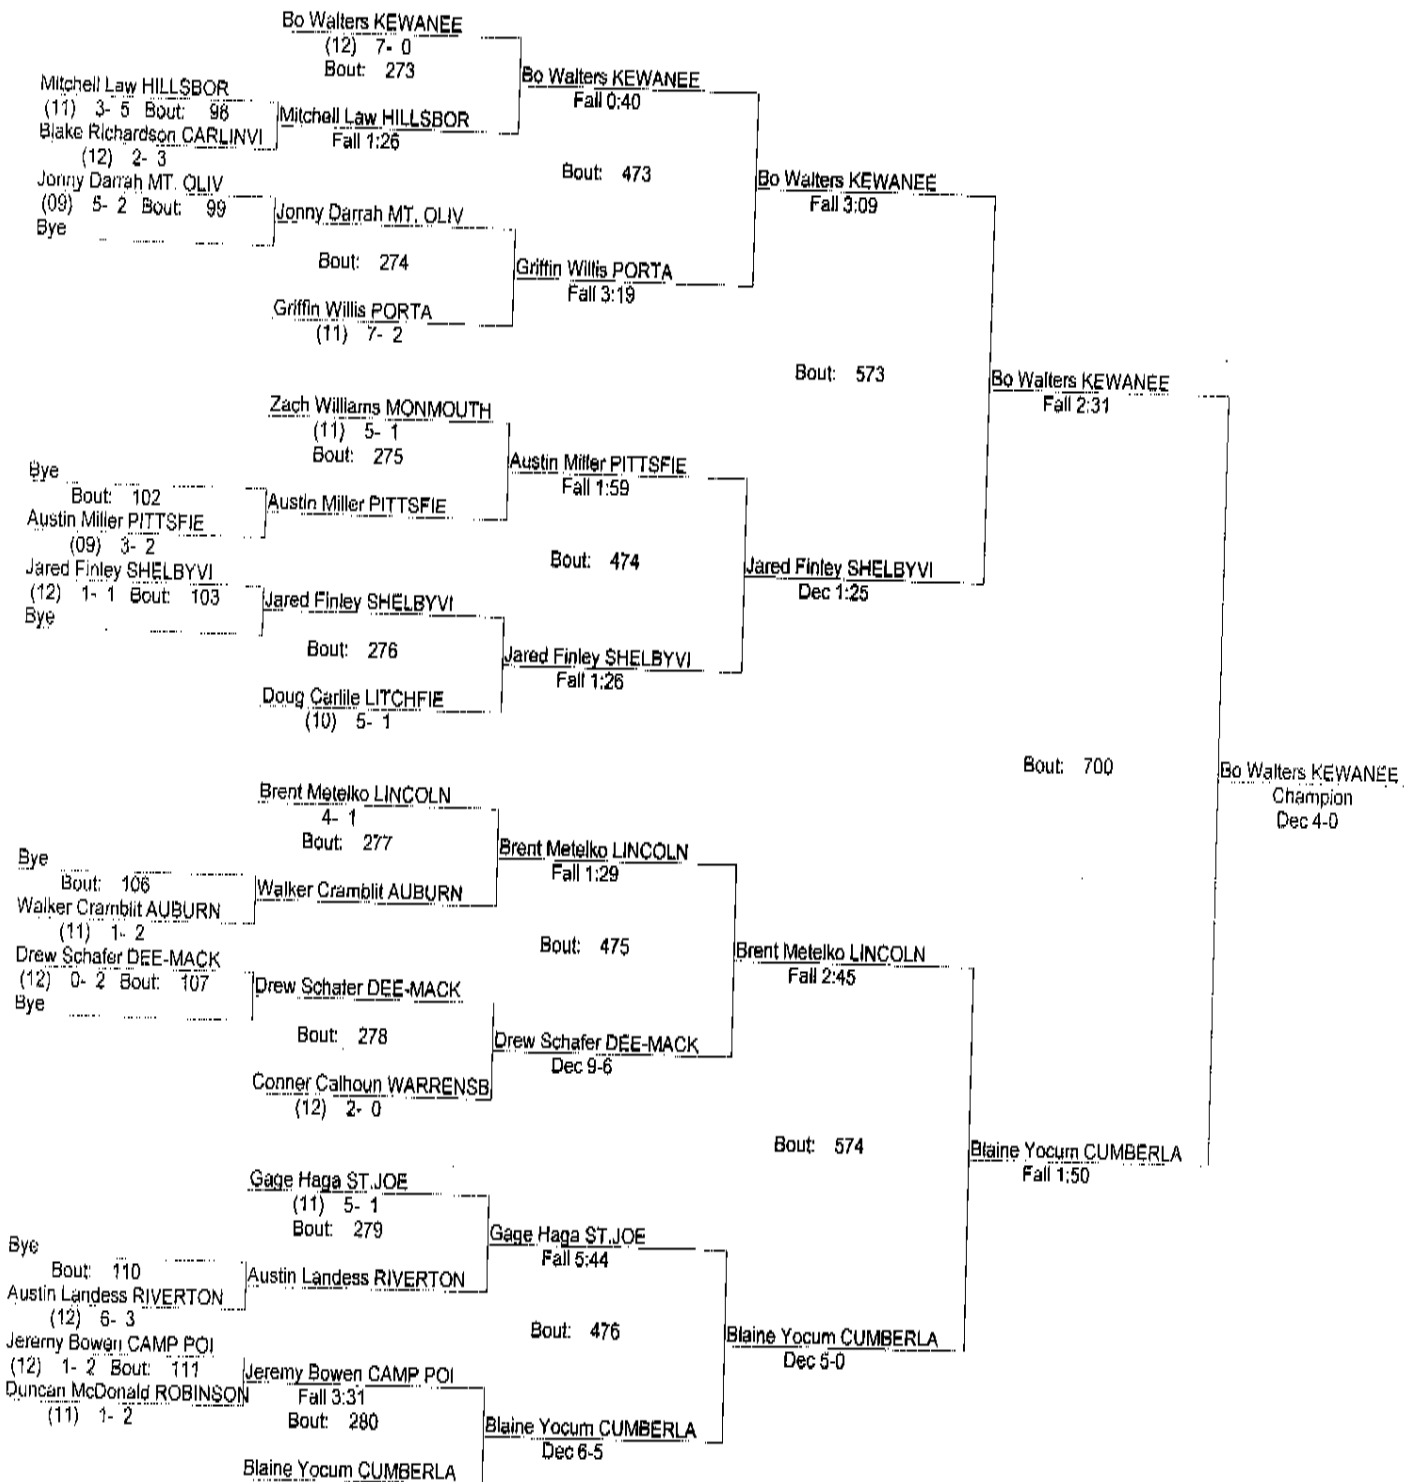 Bo Walters KEWANEE
(12) 7- 0
Bout: 273
Bo Walters KEWANEE
Fall 0:40
Mitchell Law HILLSBOR
(11) 3- 5 Bout: 98
Mitchell Law HILLSBOR
Fall 1:26
Blake Richardson CARLINVI
(12) 2- 3
Bout: 473
Bo Walters KEWANEE
Fall 3:09
Jonny Darrah MT. OLIV
(09) 5- 2 Bout: 99
Bye
Jonny Darrah MT. OLIV
Bout: 274
Griffin Willis PORTA
Fall 3:19
Griffin Willis PORTA
(11) 7- 2
Bout: 573
Bo Walters KEWANEE
Fall 2:31
Zach Williams MONMOUTH
(11) 5- 1
Bout: 275
Austin Miller PITTSFIE
Fall 1:59
Bye
Bout: 102
Austin Miller PITTSFIE
Austin Miller PITTSFIE
(09) 3- 2
Bout: 474
Jared Finley SHELBYVI
Dec 1:25
Jared Finley SHELBYVI
(12) 1- 1 Bout: 103
Bye
Jared Finley SHELBYVI
Bout: 276
Jared Finley SHELBYVI
Fall 1:26
Doug Carlile LITCHFIE
(10) 5- 1
Bout: 700
Bo Walters KEWANEE
Champion
Dec 4-0
Brent Metelko LINCOLN
4- 1
Bout: 277
Brent Metelko LINCOLN
Fall 1:29
Bye
Bout: 106
Walker Cramblit AUBURN
Walker Cramblit AUBURN
(11) 1- 2
Bout: 475
Brent Metelko LINCOLN
Fall 2:45
Drew Schafer DEE-MACK
(12) 0- 2 Bout: 107
Bye
Drew Schafer DEE-MACK
Bout: 278
Drew Schafer DEE-MACK
Dec 9-6
Conner Calhoun WARRENSB
(12) 2- 0
Bout: 574
Blaine Yocum CUMBERLA
Fall 1:50
Gage Haga ST.JOE
(11) 5- 1
Bout: 279
Gage Haga ST.JOE
Fall 5:44
Bye
Bout: 110
Austin Landess RIVERTON
Austin Landess RIVERTON
(12) 6- 3
Bout: 476
Blaine Yocum CUMBERLA
Dec 5-0
Jeremy Bowen CAMP POI
(12) 1- 2 Bout: 111
Duncan McDonald ROBINSON
(11) 1- 2
Jeremy Bowen CAMP POI
Fall 3:31
Bout: 280
Blaine Yocum CUMBERLA
Dec 6-5
Blaine Yocum CUMBERLA